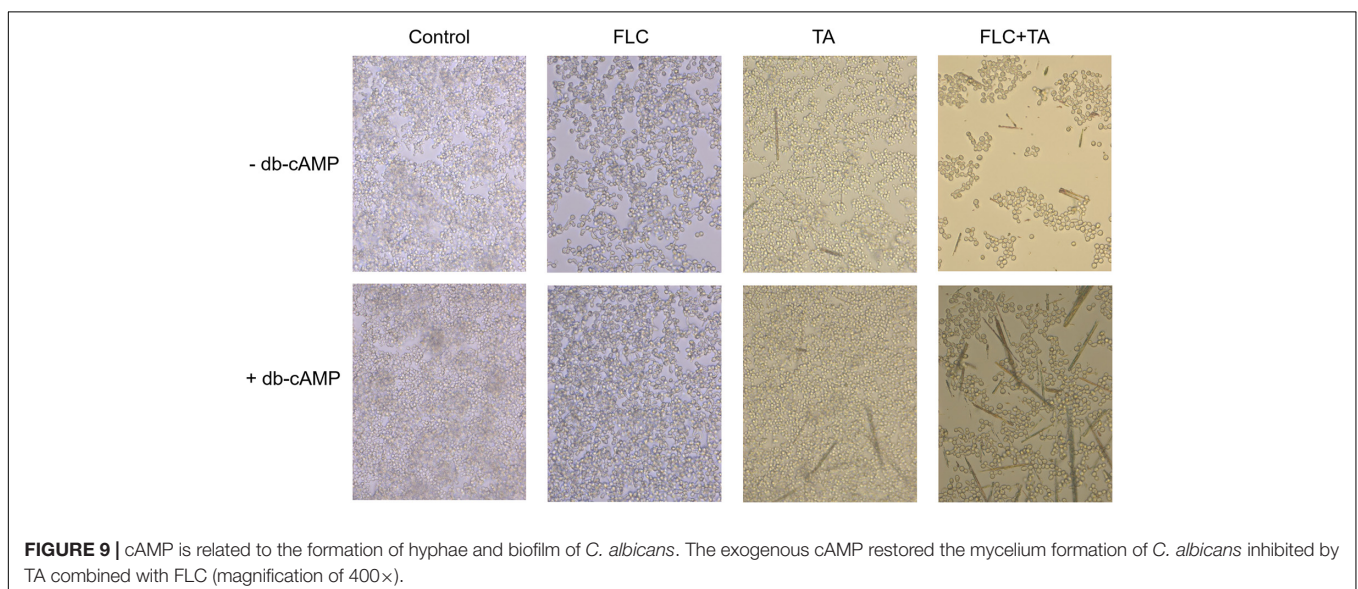 Control FLC TA FLC+TA
- db-cAMP
+ db-cAMP
FIGURE 9 | cAMP is related to the formation of hyphae and biofilm of C. albicans. The exogenous cAMP restored the mycelium formation of C. albicans inhibited by
TA combined with FLC (magnification of 400×).